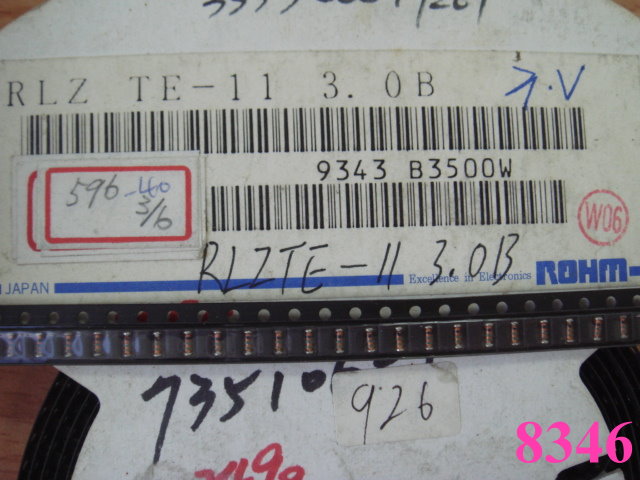 RLZ TE-11 3.0B
7.V
9343 B3500W
596-460
3/6
W06
RLZTE-11 3.0B
JAPAN
Excellence in Electronics
ROHM
926
8346